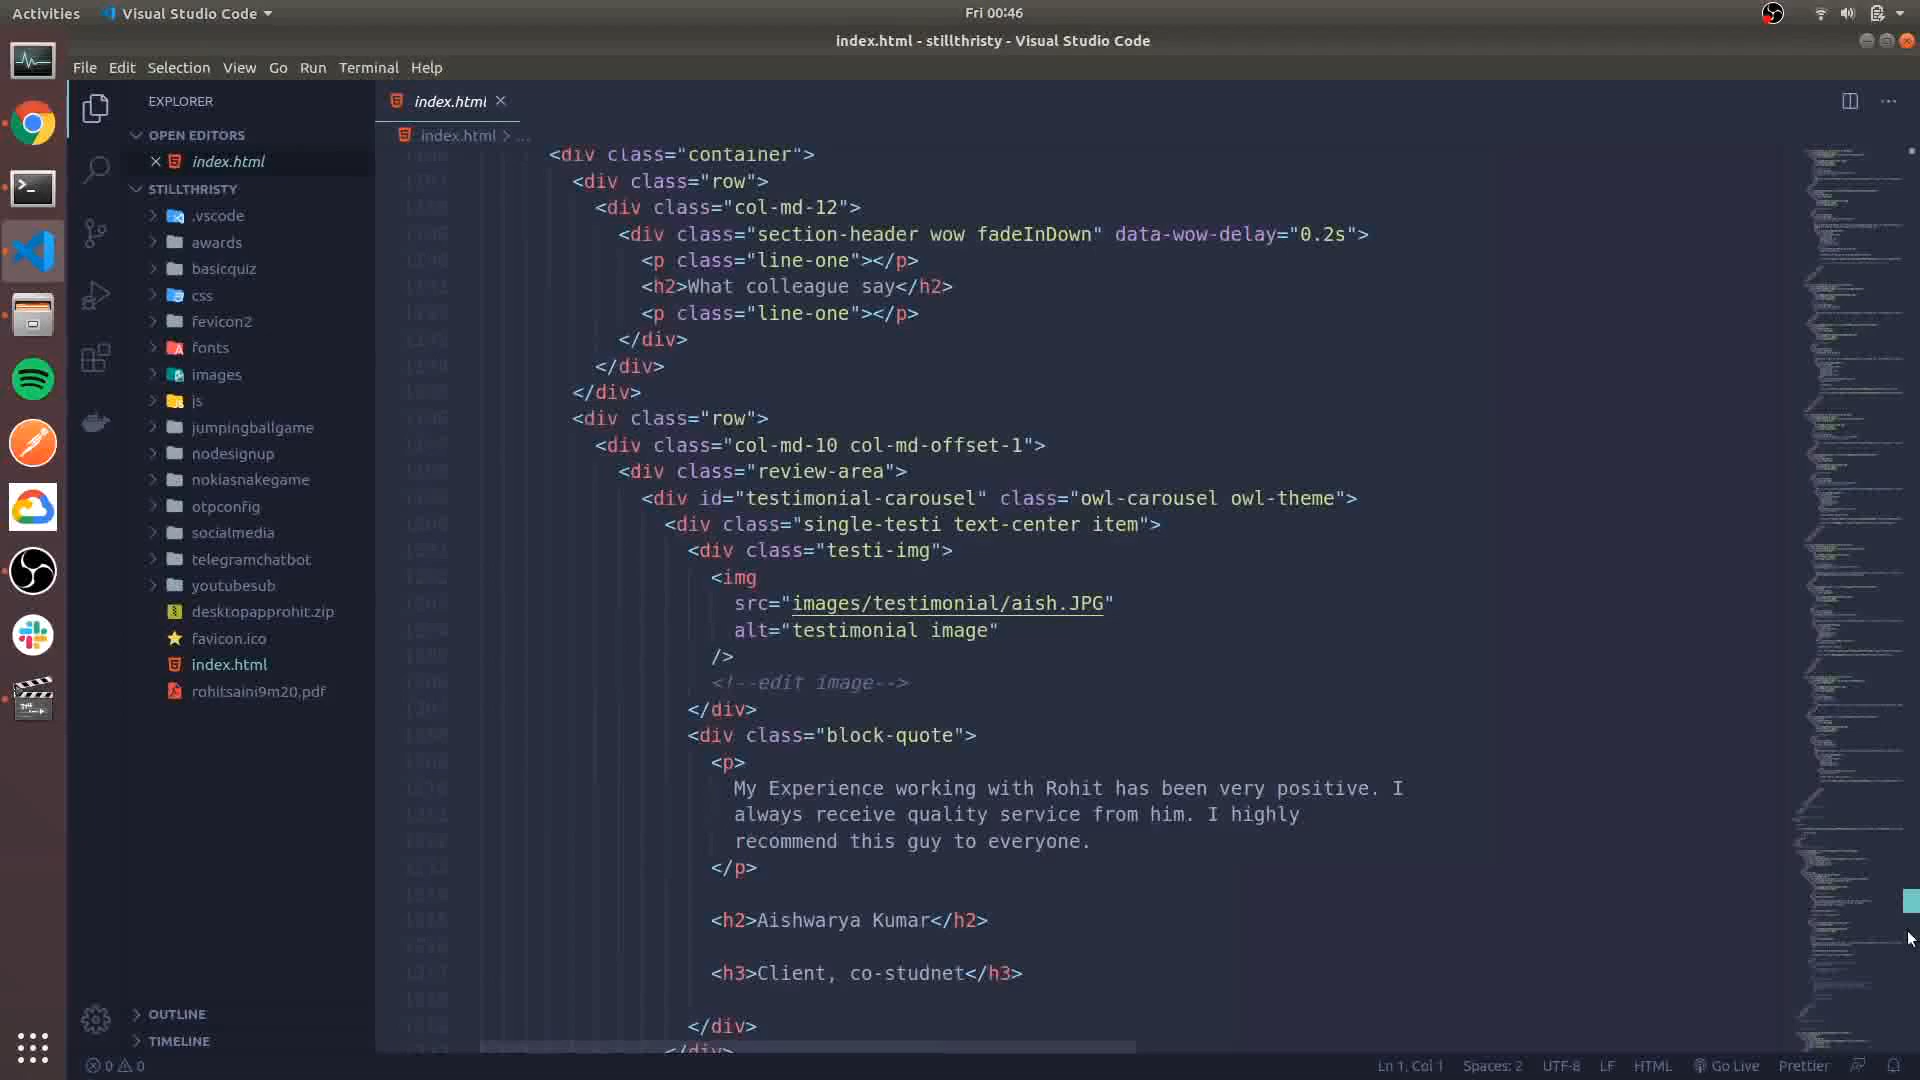 Activities Visual Studio Code Fri 00:46
index.html - stillthristy - Visual Studio Code
File Edit Selection View Go Run Terminal Help
EXPLORER
OPEN EDITORS
index.html
STILLTHRISTY
.vscode
awards
basicquiz
css
fevicon2
fonts
images
js
jumpingballgame
nodesignup
nokiasnakegame
otpconfig
socialmedia
telegramchatbot
youtubesub
desktopapprohit.zip
favicon.ico
index.html
rohitsaini9m20.pdf
OUTLINE
TIMELINE
index.html
index.html > ...
<div class="container">
<div class="row">
<div class="col-md-12">
<div class="section-header wow fadeInDown" data-wow-delay="0.2s">
<p class="line-one"></p>
<h2>What colleague say</h2>
<p class="line-one"></p>
</div>
</div>
</div>
<div class="row">
<div class="col-md-10 col-md-offset-1">
<div class="review-area">
<div id="testimonial-carousel" class="owl-carousel owl-theme">
<div class="single-testi text-center item">
<div class="testi-img">
<img
src="images/testimonial/aish.JPG"
alt="testimonial image"
/>
<!--edit image-->
</div>
<div class="block-quote">
<p>
My Experience working with Rohit has been very positive. I
always receive quality service from him. I highly
recommend this guy to everyone.
</p>
<h2>Aishwarya Kumar</h2>
<h3>Client, co-studnet</h3>
</div>
</div>
0 0 Ln 1, Col 1 Spaces: 2 UTF-8 LF HTML Go Live Prettier